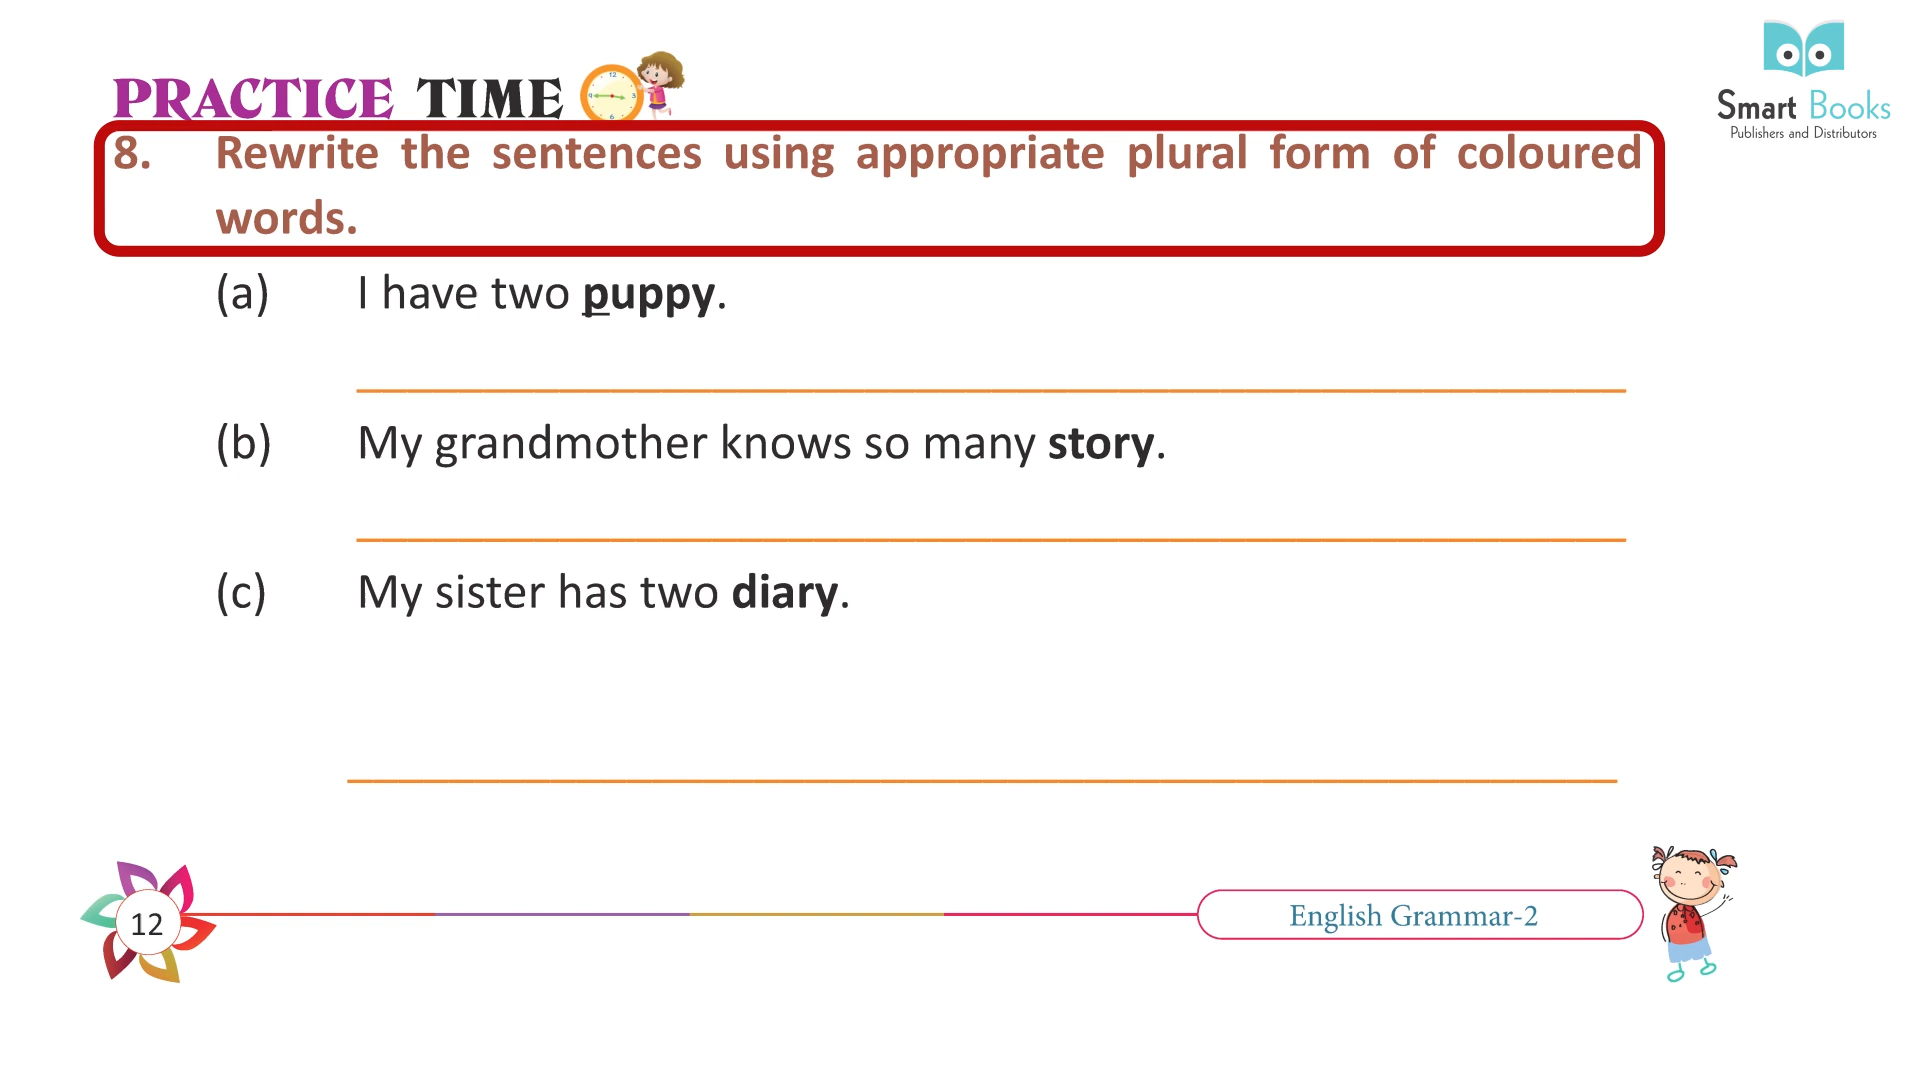 PRACTICE TIME
Smart Books
Publishers and Distributors
8. Rewrite the sentences using appropriate plural form of coloured
words.
(a) I have two puppy.
(b) My grandmother knows so many story.
(c) My sister has two diary.
12
English Grammar-2